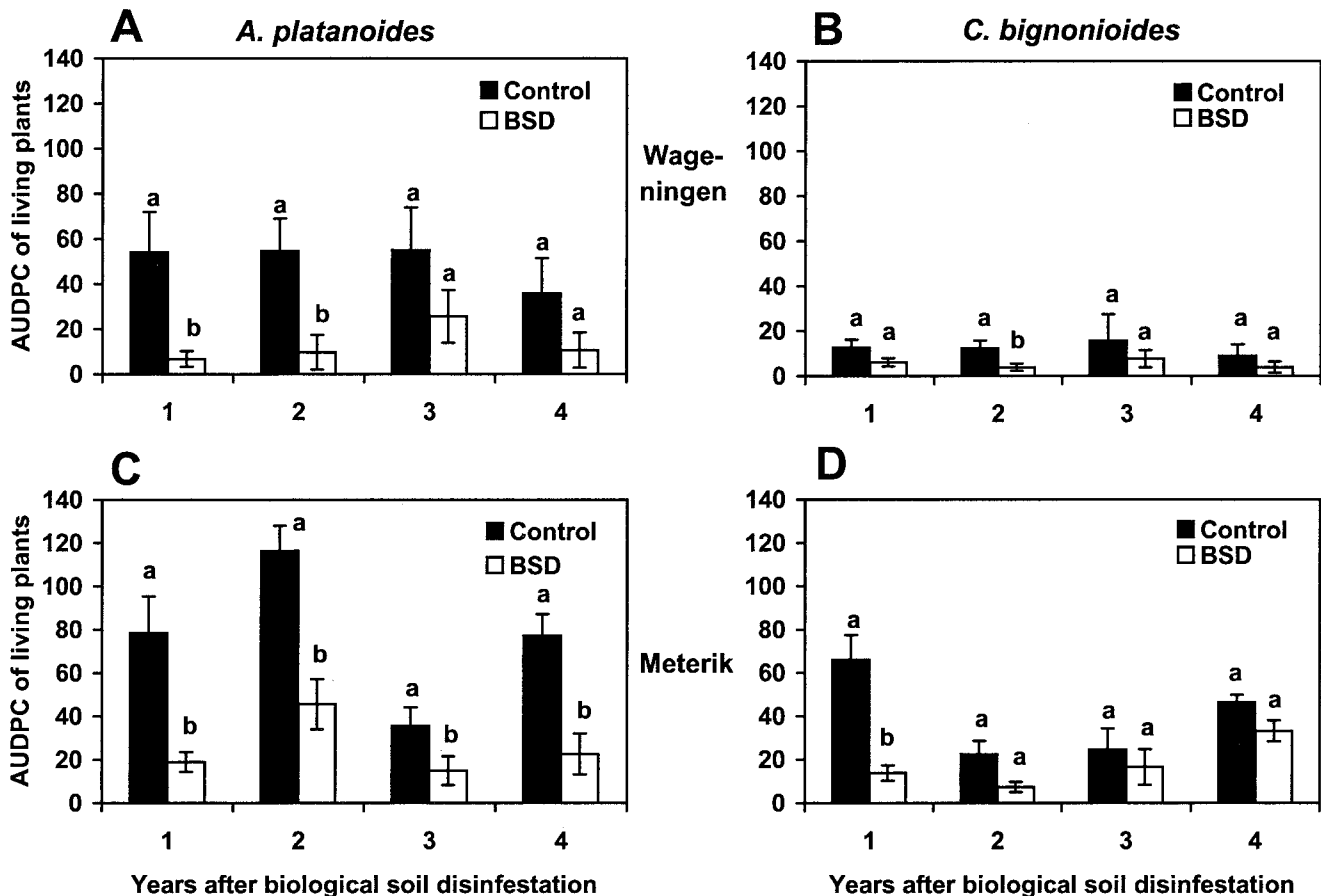 A
A. platanoides
140
120
100
80
60
40
20
0
AUDPC of living plants
Control
BSD
a
b
a
b
a
a
a
a
1 2 3 4
Wage-
ningen
B
C. bignonioides
140
120
100
80
60
40
20
0
Control
BSD
a
a
a
b
a
a
a
a
1 2 3 4
C
140
120
100
80
60
40
20
0
AUDPC of living plants
Control
BSD
a
b
a
b
a
b
a
b
1 2 3 4
Years after biological soil disinfestation
Meterik
D
140
120
100
80
60
40
20
0
Control
BSD
a
b
a
a
a
a
a
a
1 2 3 4
Years after biological soil disinfestation